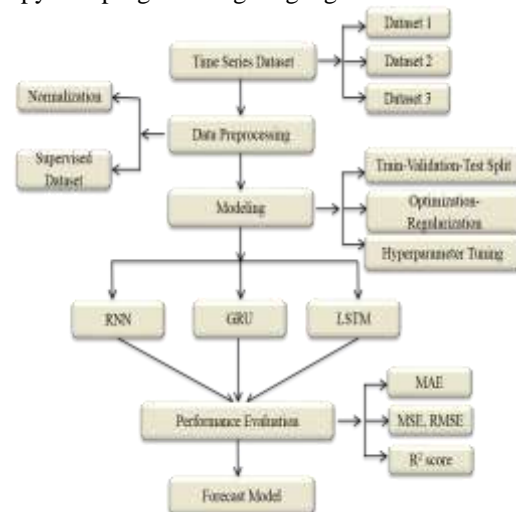 Dataset 1
Time Series Dataset
Dataset 2
Dataset 3
Normalization
Data Preprocessing
Supervised
Dataset
Train-Validation-Test Split
Modeling
Optimization-
Regularization
Hyperparameter Tuning
RNN
GRU
LSTM
MAE
Performance Evaluation
MSE, RMSE
R² score
Forecast Model